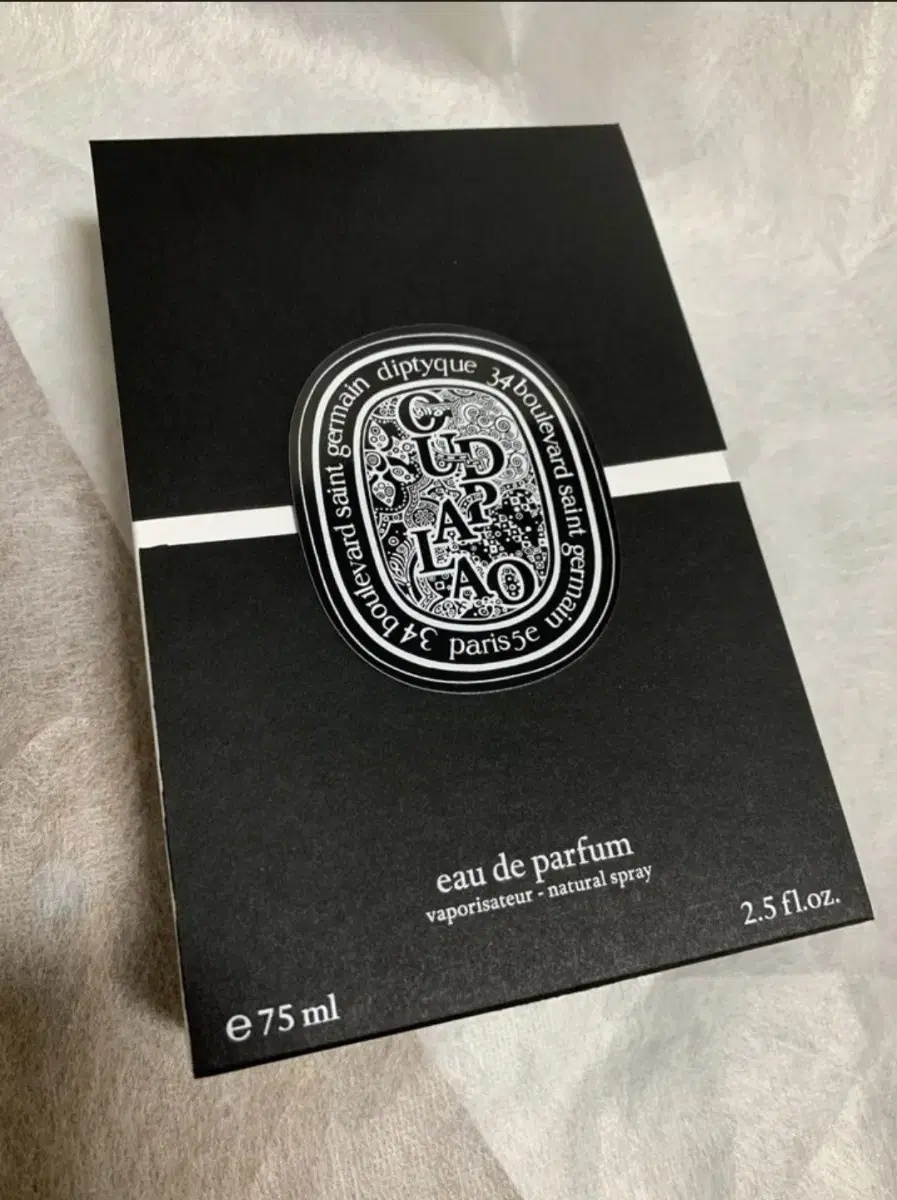 diptyque 34 boulevard saint germain paris5e 34 boulevard saint germain
OUD
PALAO
eau de parfum
vaporisateur - natural spray
2.5 fl.oz.
e 75 ml